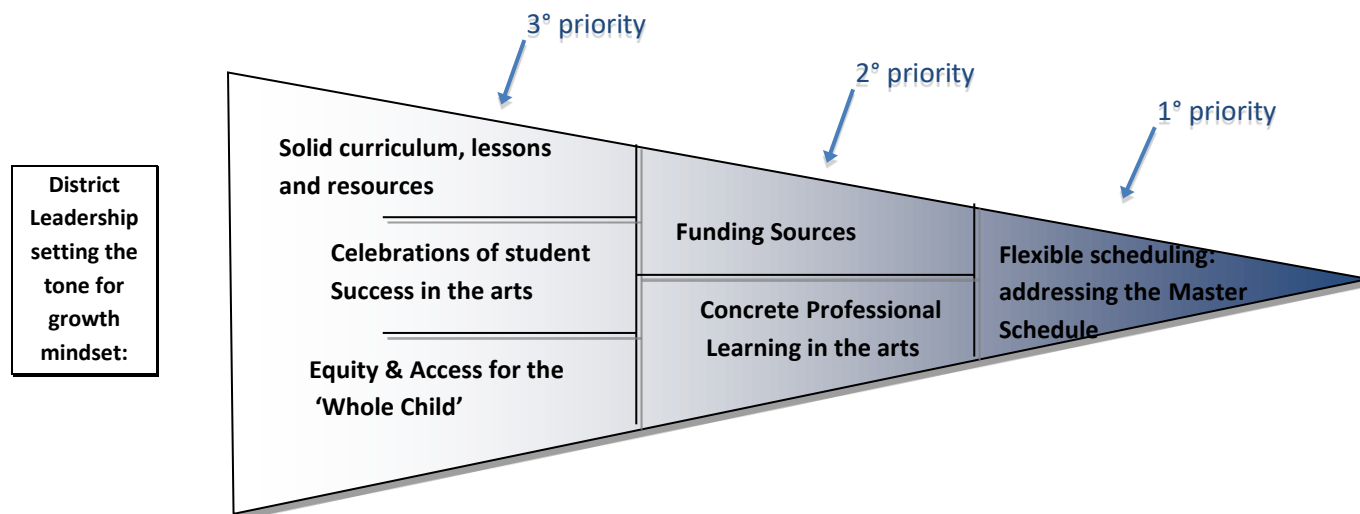 3° priority
2° priority
1° priority
District
Leadership
setting the
tone for
growth
mindset:
Solid curriculum, lessons
and resources
Celebrations of student
Success in the arts
Equity & Access for the
‘Whole Child’
Funding Sources
Concrete Professional
Learning in the arts
Flexible scheduling:
addressing the Master
Schedule